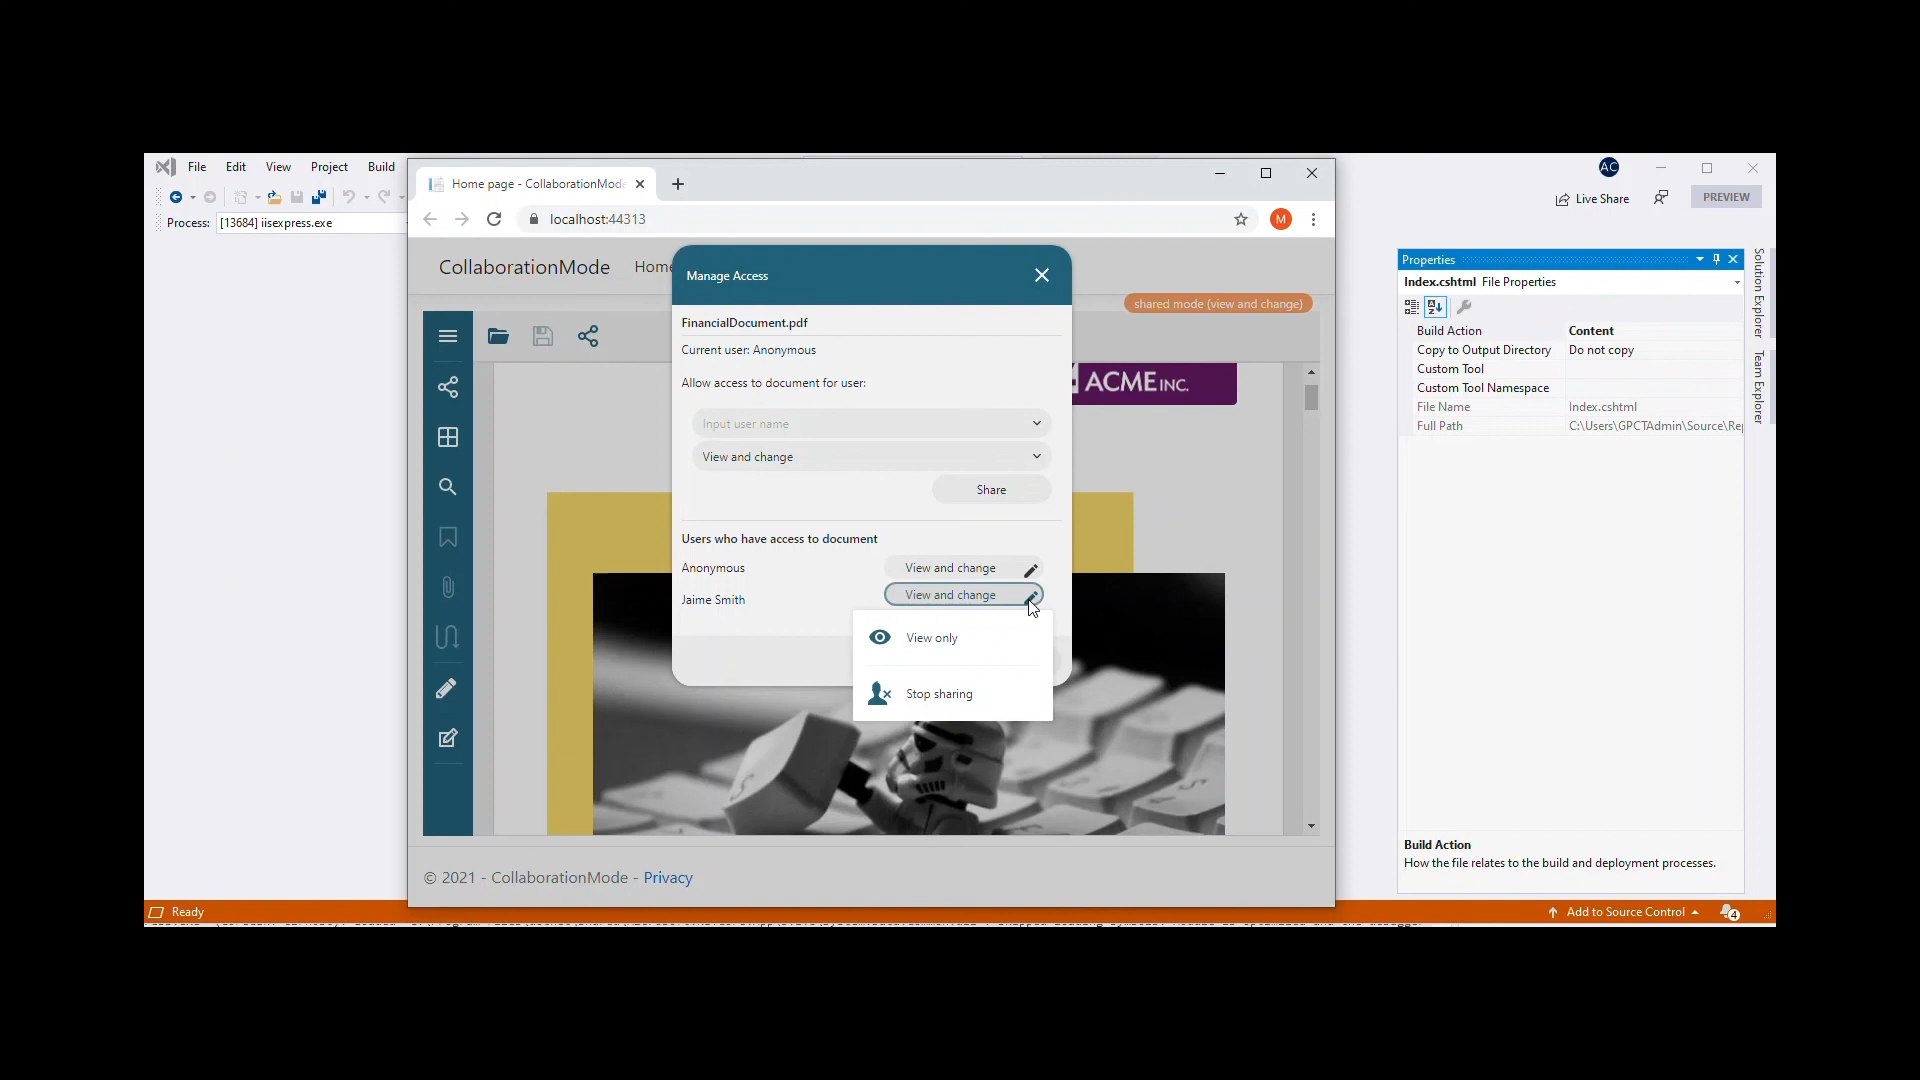 File Edit View Project Build
AC
Live Share
PREVIEW
Process: [13684] iisexpress.exe
Home page - CollaborationMode
localhost:44313
M
CollaborationMode Home
shared mode (view and change)
ACME INC.
Manage Access
FinancialDocument.pdf
Current user: Anonymous
Allow access to document for user:
Input user name
View and change
Share
Users who have access to document
Anonymous View and change
Jaime Smith View and change
View only
Stop sharing
© 2021 - CollaborationMode - Privacy
Properties
Index.cshtml File Properties
Build Action Content
Copy to Output Directory Do not copy
Custom Tool
Custom Tool Namespace
File Name Index.cshtml
Full Path C:\Users\GPCTAdmin\Source\Rep
Build Action
How the file relates to the build and deployment processes.
Solution Explorer
Team Explorer
Ready
Add to Source Control
4